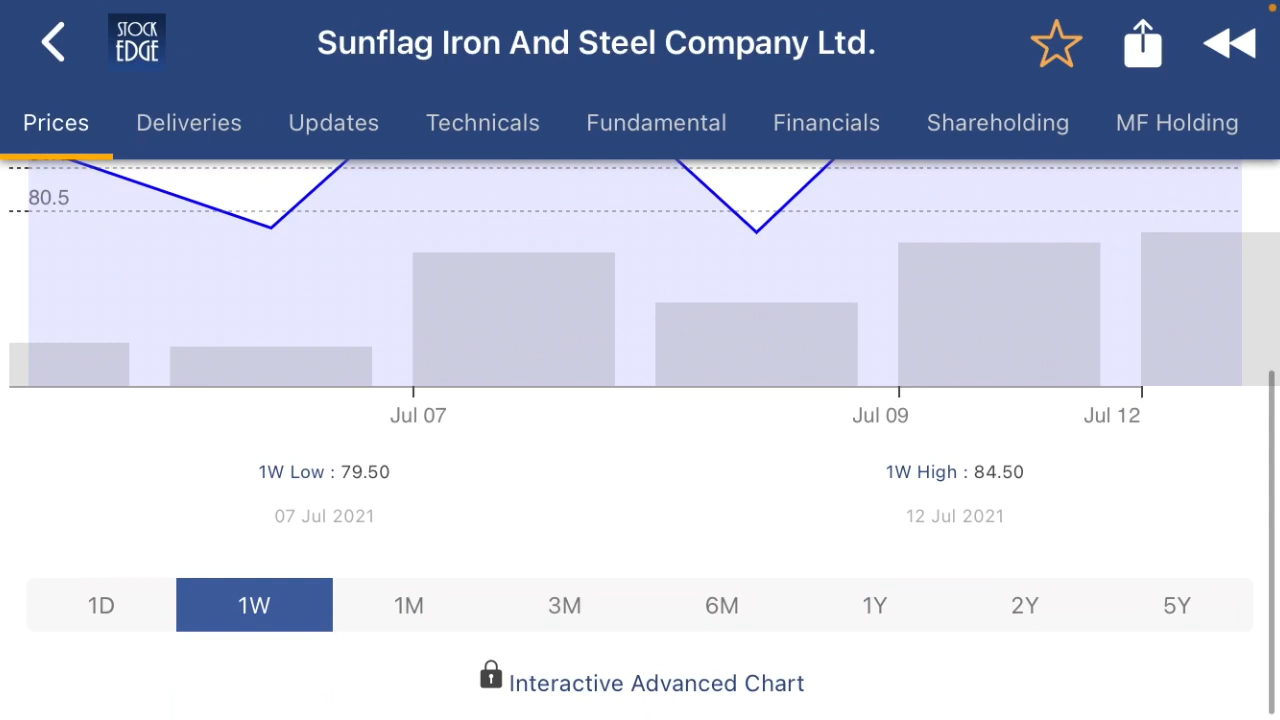 STOCK
EDGE
Sunflag Iron And Steel Company Ltd.
Prices Deliveries Updates Technicals Fundamental Financials Shareholding MF Holding
80.5
Jul 07 Jul 09 Jul 12
1W Low : 79.50 1W High : 84.50
07 Jul 2021 12 Jul 2021
1D 1W 1M 3M 6M 1Y 2Y 5Y
Interactive Advanced Chart